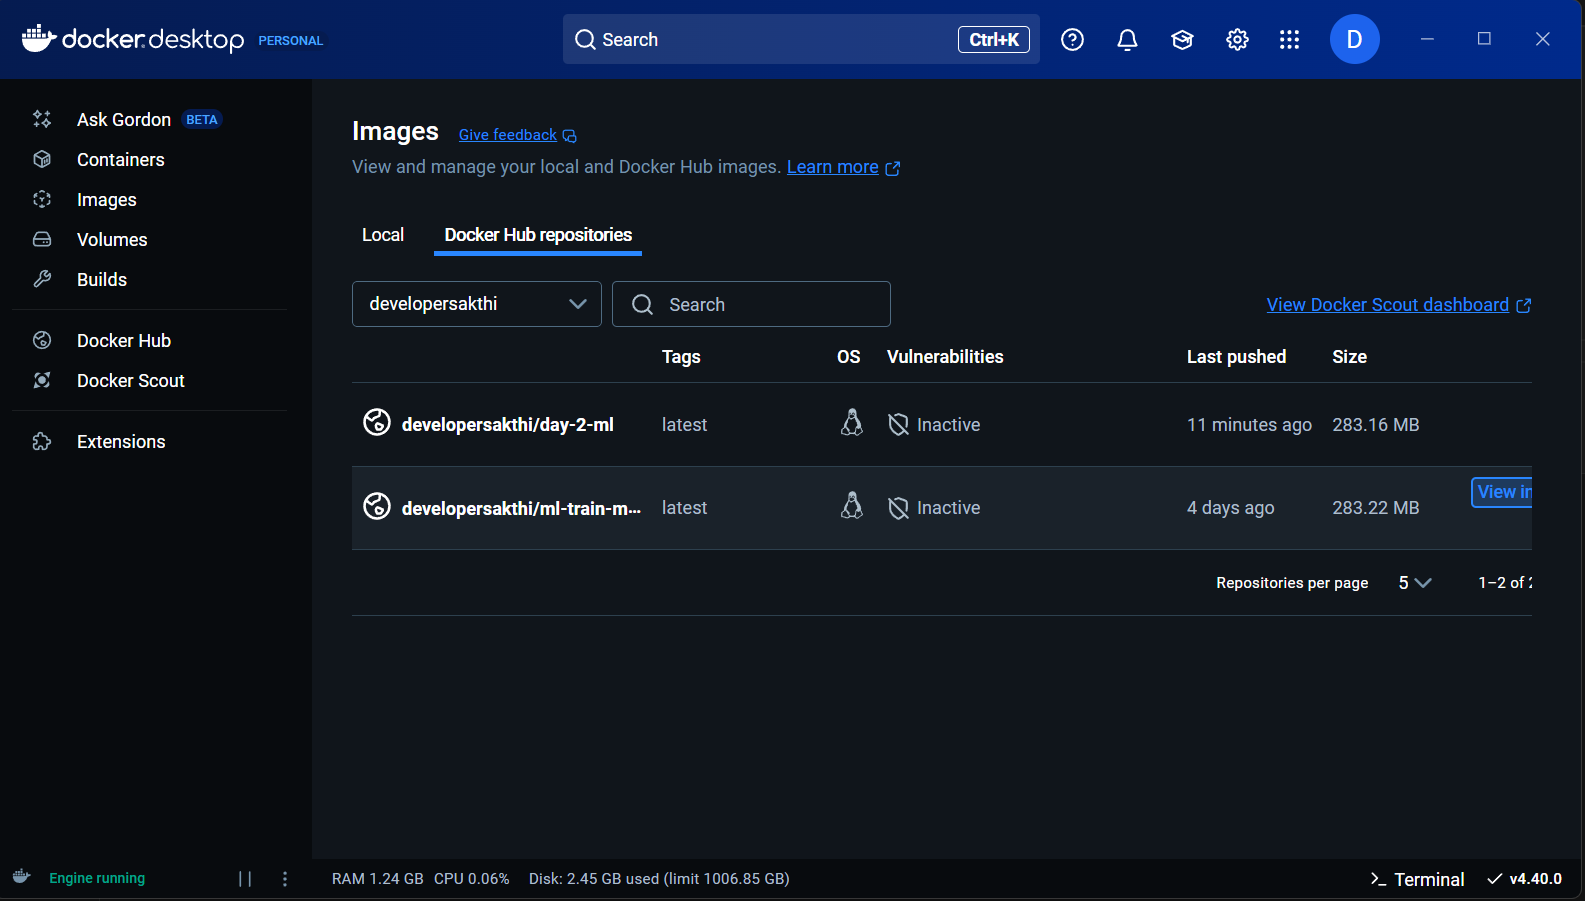 docker.desktop PERSONAL
Search Ctrl+K
D
Ask Gordon BETA
Containers
Images
Volumes
Builds
Docker Hub
Docker Scout
Extensions
Images Give feedback
View and manage your local and Docker Hub images. Learn more
Local Docker Hub repositories
developersakthi Search View Docker Scout dashboard
Tags OS Vulnerabilities Last pushed Size
developersakthi/day-2-ml latest Inactive 11 minutes ago 283.16 MB
developersakthi/ml-train-m... latest Inactive 4 days ago 283.22 MB View in
Repositories per page 5 1–2 of 2
Engine running RAM 1.24 GB CPU 0.06% Disk: 2.45 GB used (limit 1006.85 GB) Terminal v4.40.0